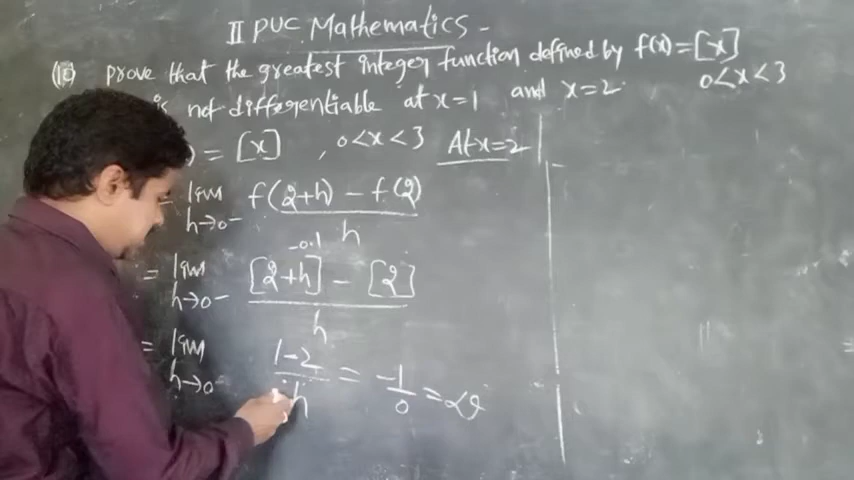 II PUC Mathematics -
(10) Prove that the greatest integer function defined by f(x) = [x]
0<x<3
is not differentiable at x=1 and x=2
) = [x] , 0<x<3 At x=2
= lim h→0- f(2+h) - f(2) / h
-0.1
= lim h→0- [2+h] - [2] / h
= lim h→0- 1-2 / h = -1/0 = ∞